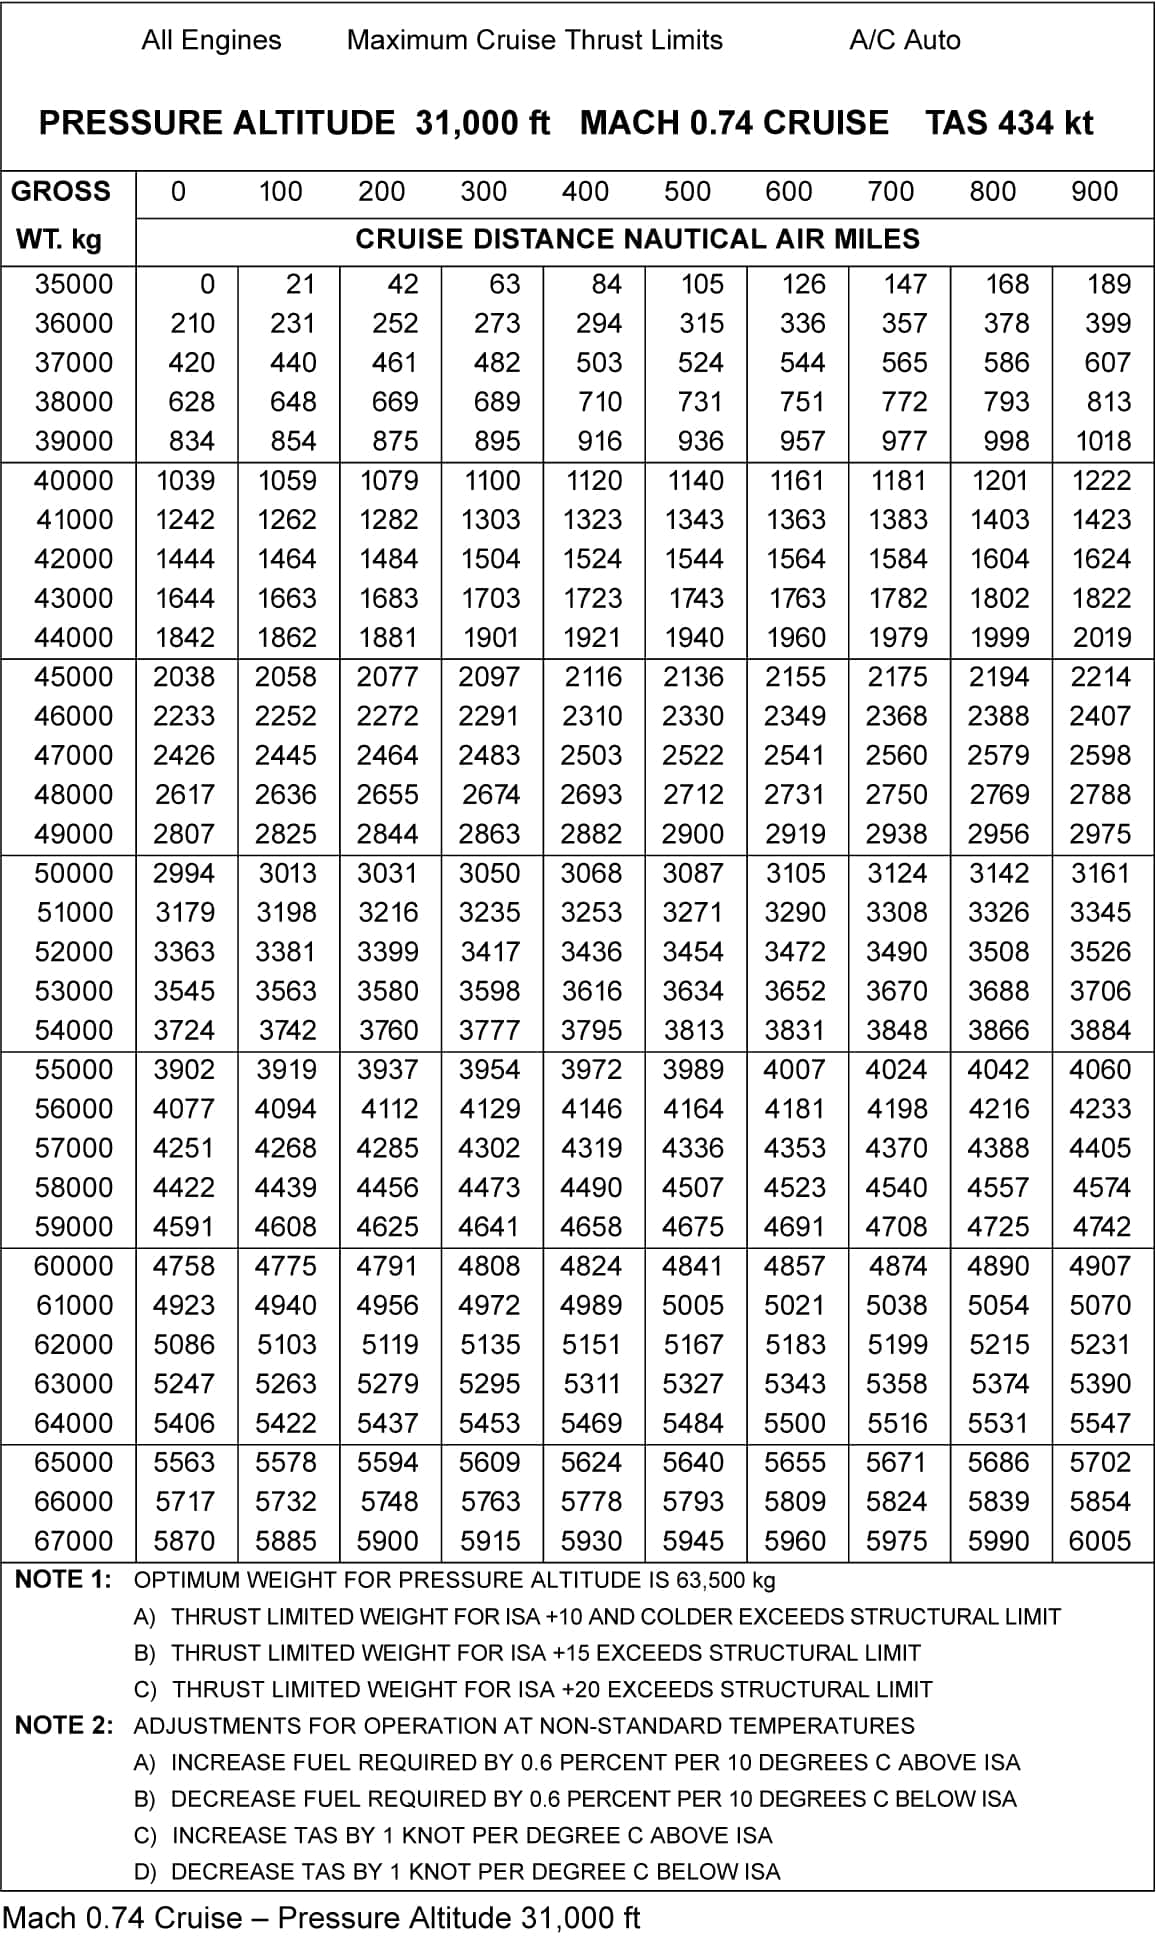 All Engines Maximum Cruise Thrust Limits A/C Auto
PRESSURE ALTITUDE 31,000 ft MACH 0.74 CRUISE TAS 434 kt
GROSS 0 100 200 300 400 500 600 700 800 900
WT. kg CRUISE DISTANCE NAUTICAL AIR MILES
35000 0 21 42 63 84 105 126 147 168 189
36000 210 231 252 273 294 315 336 357 378 399
37000 420 440 461 482 503 524 544 565 586 607
38000 628 648 669 689 710 731 751 772 793 813
39000 834 854 875 895 916 936 957 977 998 1018
40000 1039 1059 1079 1100 1120 1140 1161 1181 1201 1222
41000 1242 1262 1282 1303 1323 1343 1363 1383 1403 1423
42000 1444 1464 1484 1504 1524 1544 1564 1584 1604 1624
43000 1644 1663 1683 1703 1723 1743 1763 1782 1802 1822
44000 1842 1862 1881 1901 1921 1940 1960 1979 1999 2019
45000 2038 2058 2077 2097 2116 2136 2155 2175 2194 2214
46000 2233 2252 2272 2291 2310 2330 2349 2368 2388 2407
47000 2426 2445 2464 2483 2503 2522 2541 2560 2579 2598
48000 2617 2636 2655 2674 2693 2712 2731 2750 2769 2788
49000 2807 2825 2844 2863 2882 2900 2919 2938 2956 2975
50000 2994 3013 3031 3050 3068 3087 3105 3124 3142 3161
51000 3179 3198 3216 3235 3253 3271 3290 3308 3326 3345
52000 3363 3381 3399 3417 3436 3454 3472 3490 3508 3526
53000 3545 3563 3580 3598 3616 3634 3652 3670 3688 3706
54000 3724 3742 3760 3777 3795 3813 3831 3848 3866 3884
55000 3902 3919 3937 3954 3972 3989 4007 4024 4042 4060
56000 4077 4094 4112 4129 4146 4164 4181 4198 4216 4233
57000 4251 4268 4285 4302 4319 4336 4353 4370 4388 4405
58000 4422 4439 4456 4473 4490 4507 4523 4540 4557 4574
59000 4591 4608 4625 4641 4658 4675 4691 4708 4725 4742
60000 4758 4775 4791 4808 4824 4841 4857 4874 4890 4907
61000 4923 4940 4956 4972 4989 5005 5021 5038 5054 5070
62000 5086 5103 5119 5135 5151 5167 5183 5199 5215 5231
63000 5247 5263 5279 5295 5311 5327 5343 5358 5374 5390
64000 5406 5422 5437 5453 5469 5484 5500 5516 5531 5547
65000 5563 5578 5594 5609 5624 5640 5655 5671 5686 5702
66000 5717 5732 5748 5763 5778 5793 5809 5824 5839 5854
67000 5870 5885 5900 5915 5930 5945 5960 5975 5990 6005
NOTE 1: OPTIMUM WEIGHT FOR PRESSURE ALTITUDE IS 63,500 kg
A) THRUST LIMITED WEIGHT FOR ISA +10 AND COLDER EXCEEDS STRUCTURAL LIMIT
B) THRUST LIMITED WEIGHT FOR ISA +15 EXCEEDS STRUCTURAL LIMIT
C) THRUST LIMITED WEIGHT FOR ISA +20 EXCEEDS STRUCTURAL LIMIT
NOTE 2: ADJUSTMENTS FOR OPERATION AT NON-STANDARD TEMPERATURES
A) INCREASE FUEL REQUIRED BY 0.6 PERCENT PER 10 DEGREES C ABOVE ISA
B) DECREASE FUEL REQUIRED BY 0.6 PERCENT PER 10 DEGREES C BELOW ISA
C) INCREASE TAS BY 1 KNOT PER DEGREE C ABOVE ISA
D) DECREASE TAS BY 1 KNOT PER DEGREE C BELOW ISA
Mach 0.74 Cruise – Pressure Altitude 31,000 ft